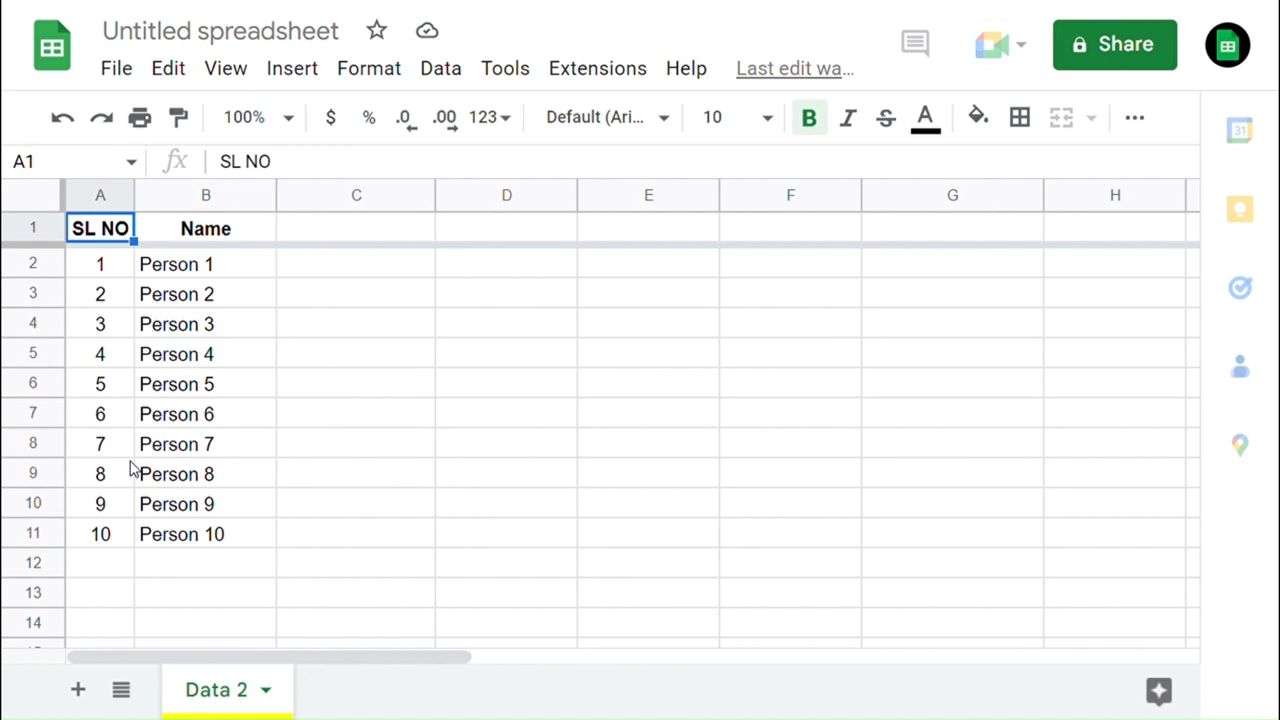 Untitled spreadsheet
File Edit View Insert Format Data Tools Extensions Help Last edit wa...
Share
100% $ % .0 .00 123 Default (Ari... 10 B I S A
A1 fx SL NO
A B C D E F G H
1 SL NO Name
2 1 Person 1
3 2 Person 2
4 3 Person 3
5 4 Person 4
6 5 Person 5
7 6 Person 6
8 7 Person 7
9 8 Person 8
10 9 Person 9
11 10 Person 10
12
13
14
Data 2
31